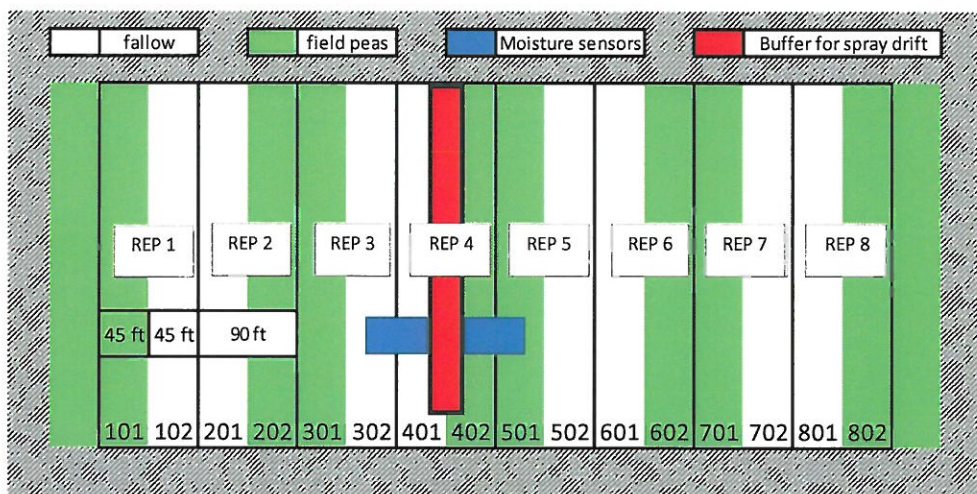 fallow field peas Moisture sensors Buffer for spray drift
REP 1 REP 2 REP 3 REP 4 REP 5 REP 6 REP 7 REP 8
45 ft 45 ft 90 ft
101 102 201 202 301 302 401 402 501 502 601 602 701 702 801 802